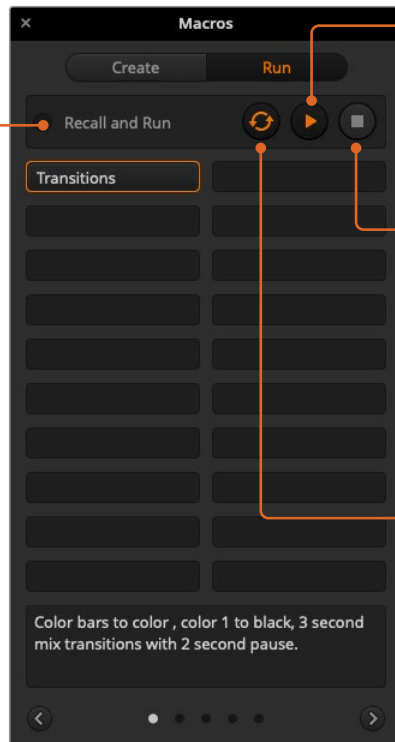 Macros
Create
Run
Recall and Run
Transitions
Color bars to color , color 1 to black, 3 second
mix transitions with 2 second pause.